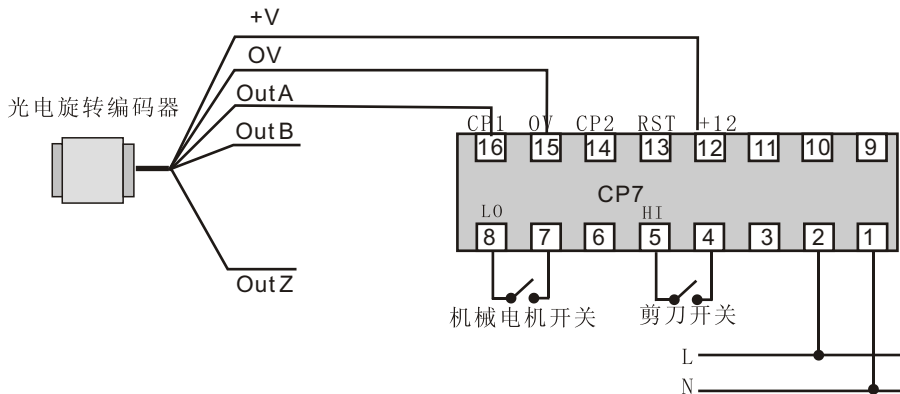 +V
OV
光电旋转编码器
OutA
OutB
CP1 OV CP2 RST +12
16 15 14 13 12 11 10 9
CP7
LO HI
8 7 6 5 4 3 2 1
OutZ
机械电机开关
剪刀开关
L
N